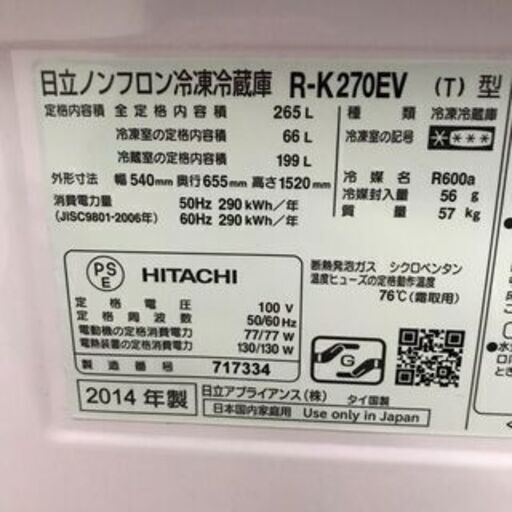 日立ノンフロン冷凍冷蔵庫 R-K270EV (T) 型
定格内容積 全定格内容積 265 L
冷凍室の定格内容積 66 L
冷蔵室の定格内容積 199 L
外形寸法 幅 540mm 奥行 655mm 高さ 1520mm
消費電力量 50Hz 290 kWh/年
(JISC9801-2006年) 60Hz 290 kWh/年
種類 冷凍冷蔵庫
冷凍室の記号 ****
冷媒名 R600a
冷媒封入量 56 g
質量 57 kg
PSE HITACHI
定格電圧 100 V
定格周波数 50/60Hz
電動機の定格消費電力 77/77 W
電熱装置の定格消費電力 130/130 W
製造番号 717334
断熱発泡ガス シクロペンタン
温度ヒューズの定格動作温度
76℃ (霜取用)
G
2014 年製
日立アプライアンス(株) タイ国製
日本国内家庭用 Use only in Japan